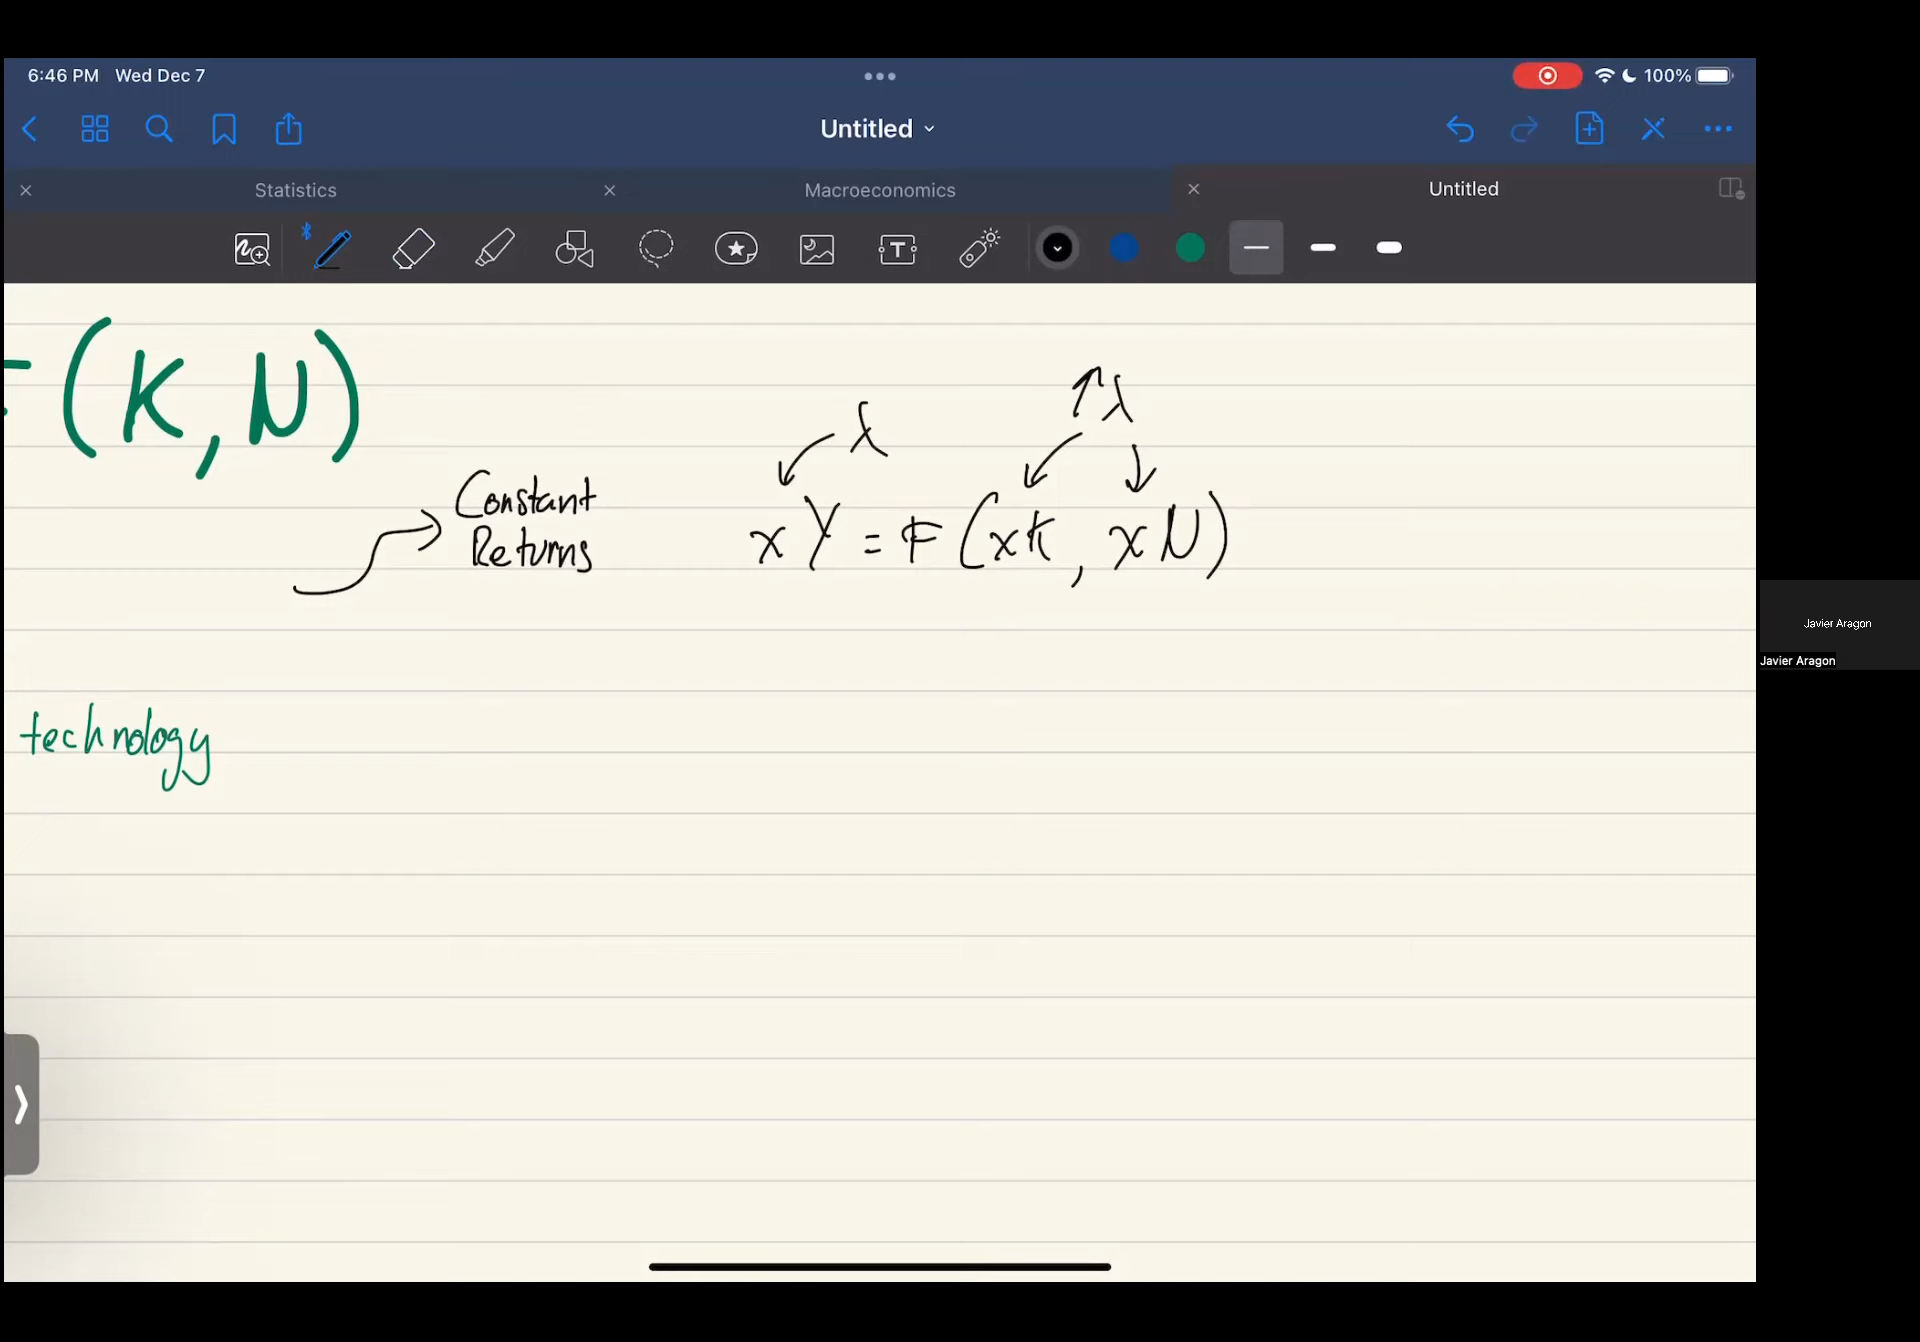 6:46 PM Wed Dec 7
100%
Untitled
Statistics
Macroeconomics
Untitled
T
(K,N)
λ
↑λ
Constant
Returns
xY = F(xK, xN)
technology
Javier Aragon
Javier Aragon